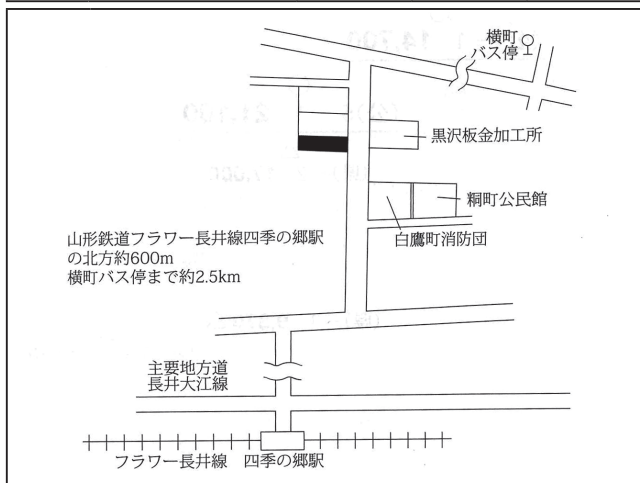 横町
バス停
黒沢板金加工所
粡町公民館
白鷹町消防団
山形鉄道フラワー長井線四季の郷駅
の北方約600m
横町バス停まで約2.5km
主要地方道
長井大江線
フラワー長井線 四季の郷駅